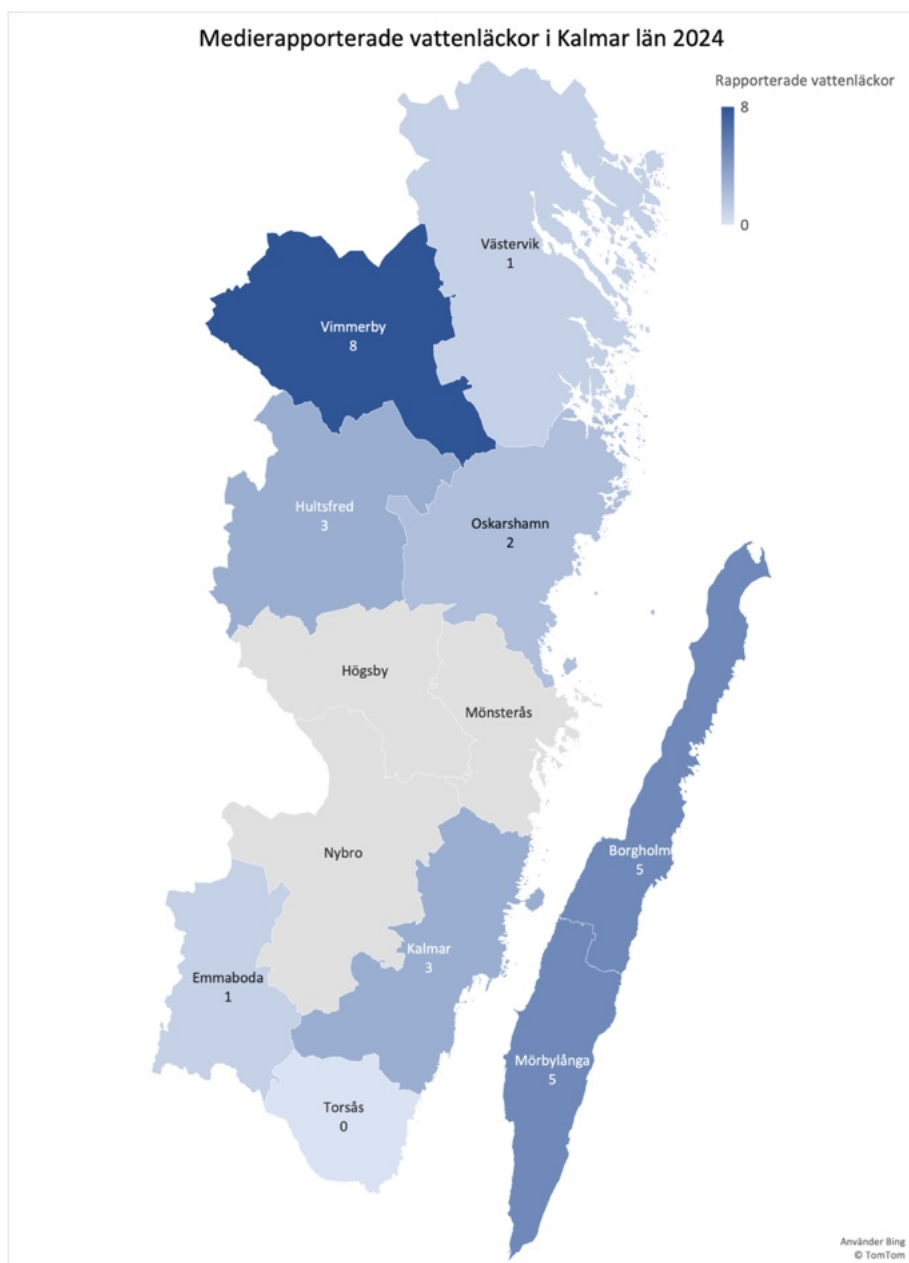 Medierapporterade vattenläckor i Kalmar län 2024
Rapporterade vattenläckor
8
0
Västervik
1
Vimmerby
8
Hultsfred
3
Oskarshamn
2
Högsby
Mönsterås
Nybro
Borgholm
5
Kalmar
3
Emmaboda
1
Mörbylånga
5
Torsås
0
Använder Bing
© TomTom